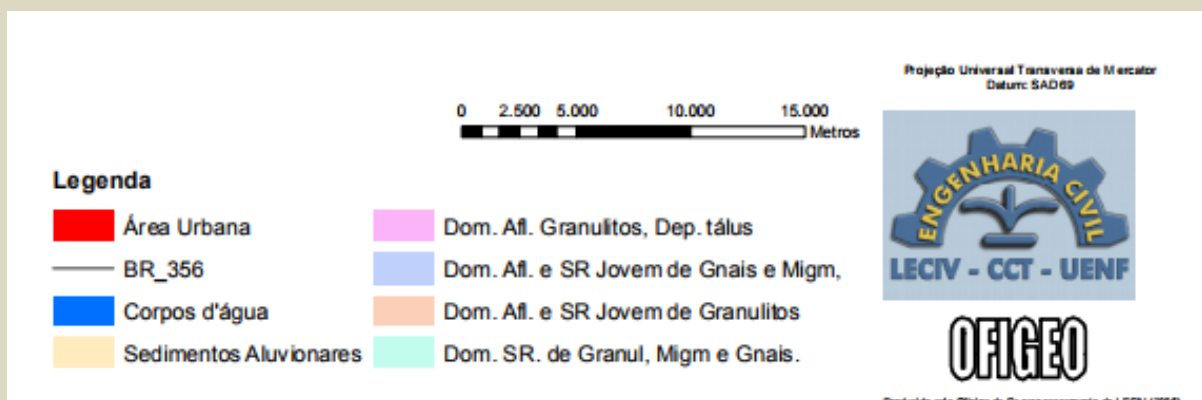 Projeção Universal Transversa de Mercator
Datum: SAD69
0 2.500 5.000 10.000 15.000
Metros
Legenda
Área Urbana
BR_356
Corpos d'água
Sedimentos Aluvionares
Dom. Afl. Granulitos, Dep. tálus
Dom. Afl. e SR Jovem de Gnais e Migm,
Dom. Afl. e SR Jovem de Granulitos
Dom. SR. de Granul, Migm e Gnais.
ENGENHARIA CIVIL
LECIV - CCT - UENF
OFIGEO